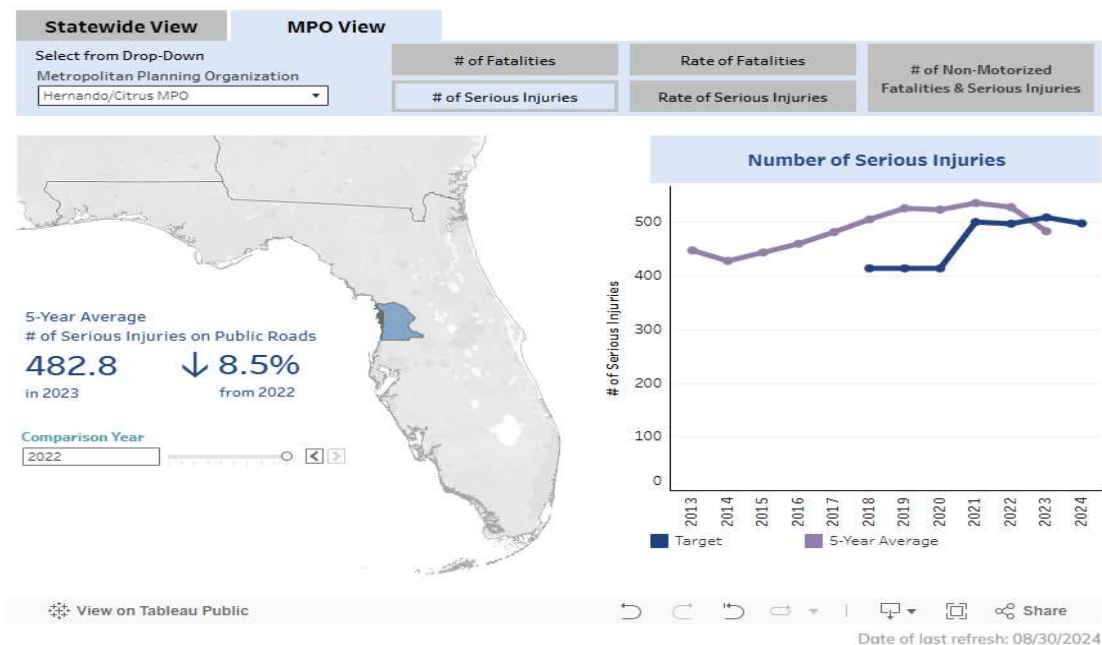 Statewide View
MPO View
Select from Drop-Down
Metropolitan Planning Organization
Hernando/Citrus MPO
# of Fatalities
Rate of Fatalities
# of Non-Motorized
Fatalities & Serious Injuries
# of Serious Injuries
Rate of Serious Injuries
Number of Serious Injuries
5-Year Average
# of Serious Injuries on Public Roads
482.8
↓ 8.5%
in 2023
from 2022
Comparison Year
2022
# of Serious Injuries
500
400
300
200
100
0
2013
2014
2015
2016
2017
2018
2019
2020
2021
2022
2023
2024
Target
5-Year Average
View on Tableau Public
Share
Date of last refresh: 08/30/2024